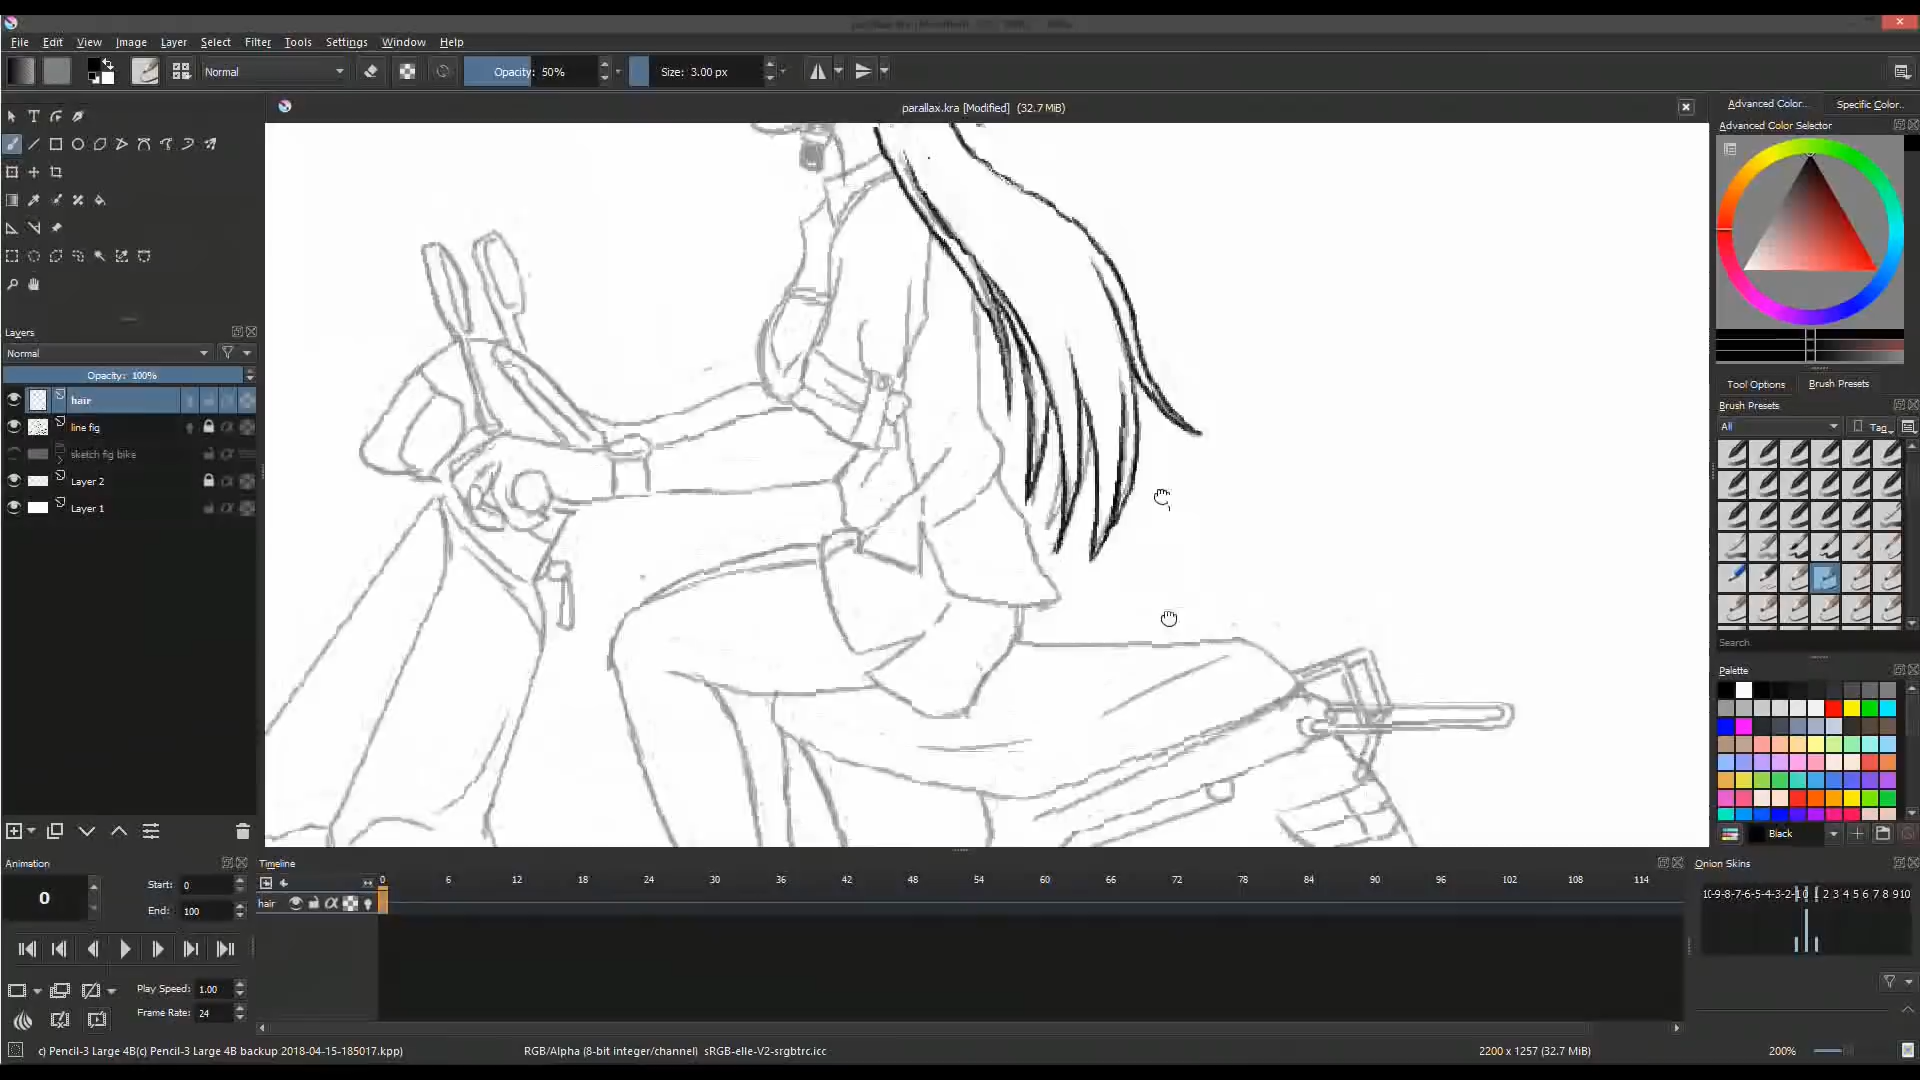 File Edit View Image Layer Select Filter Tools Settings Window Help
Normal Opacity: 50% Size: 3.00 px
parallax.kra [Modified] (32.7 MiB)
Advanced Color... Specific Color...
Advanced Color Selector
Layers
Normal
Opacity: 100%
hair
line fig
sketch fig bike
Layer 2
Layer 1
Tool Options Brush Presets
Brush Presets
All Tag
Search
Palette
Black
Animation
0
Start: 0
End: 100
Play Speed: 1.00
Frame Rate: 24
Timeline
0 6 12 18 24 30 36 42 48 54 60 66 72 78 84 90 96 102 108 114
hair
Onion Skins
c) Pencil-3 Large 4B(c) Pencil-3 Large 4B backup 2018-04-15-185017.kpp)
RGB/Alpha (8-bit integer/channel) sRGB-elle-V2-srgbtrc.icc
2200 x 1257 (32.7 MiB)
200%